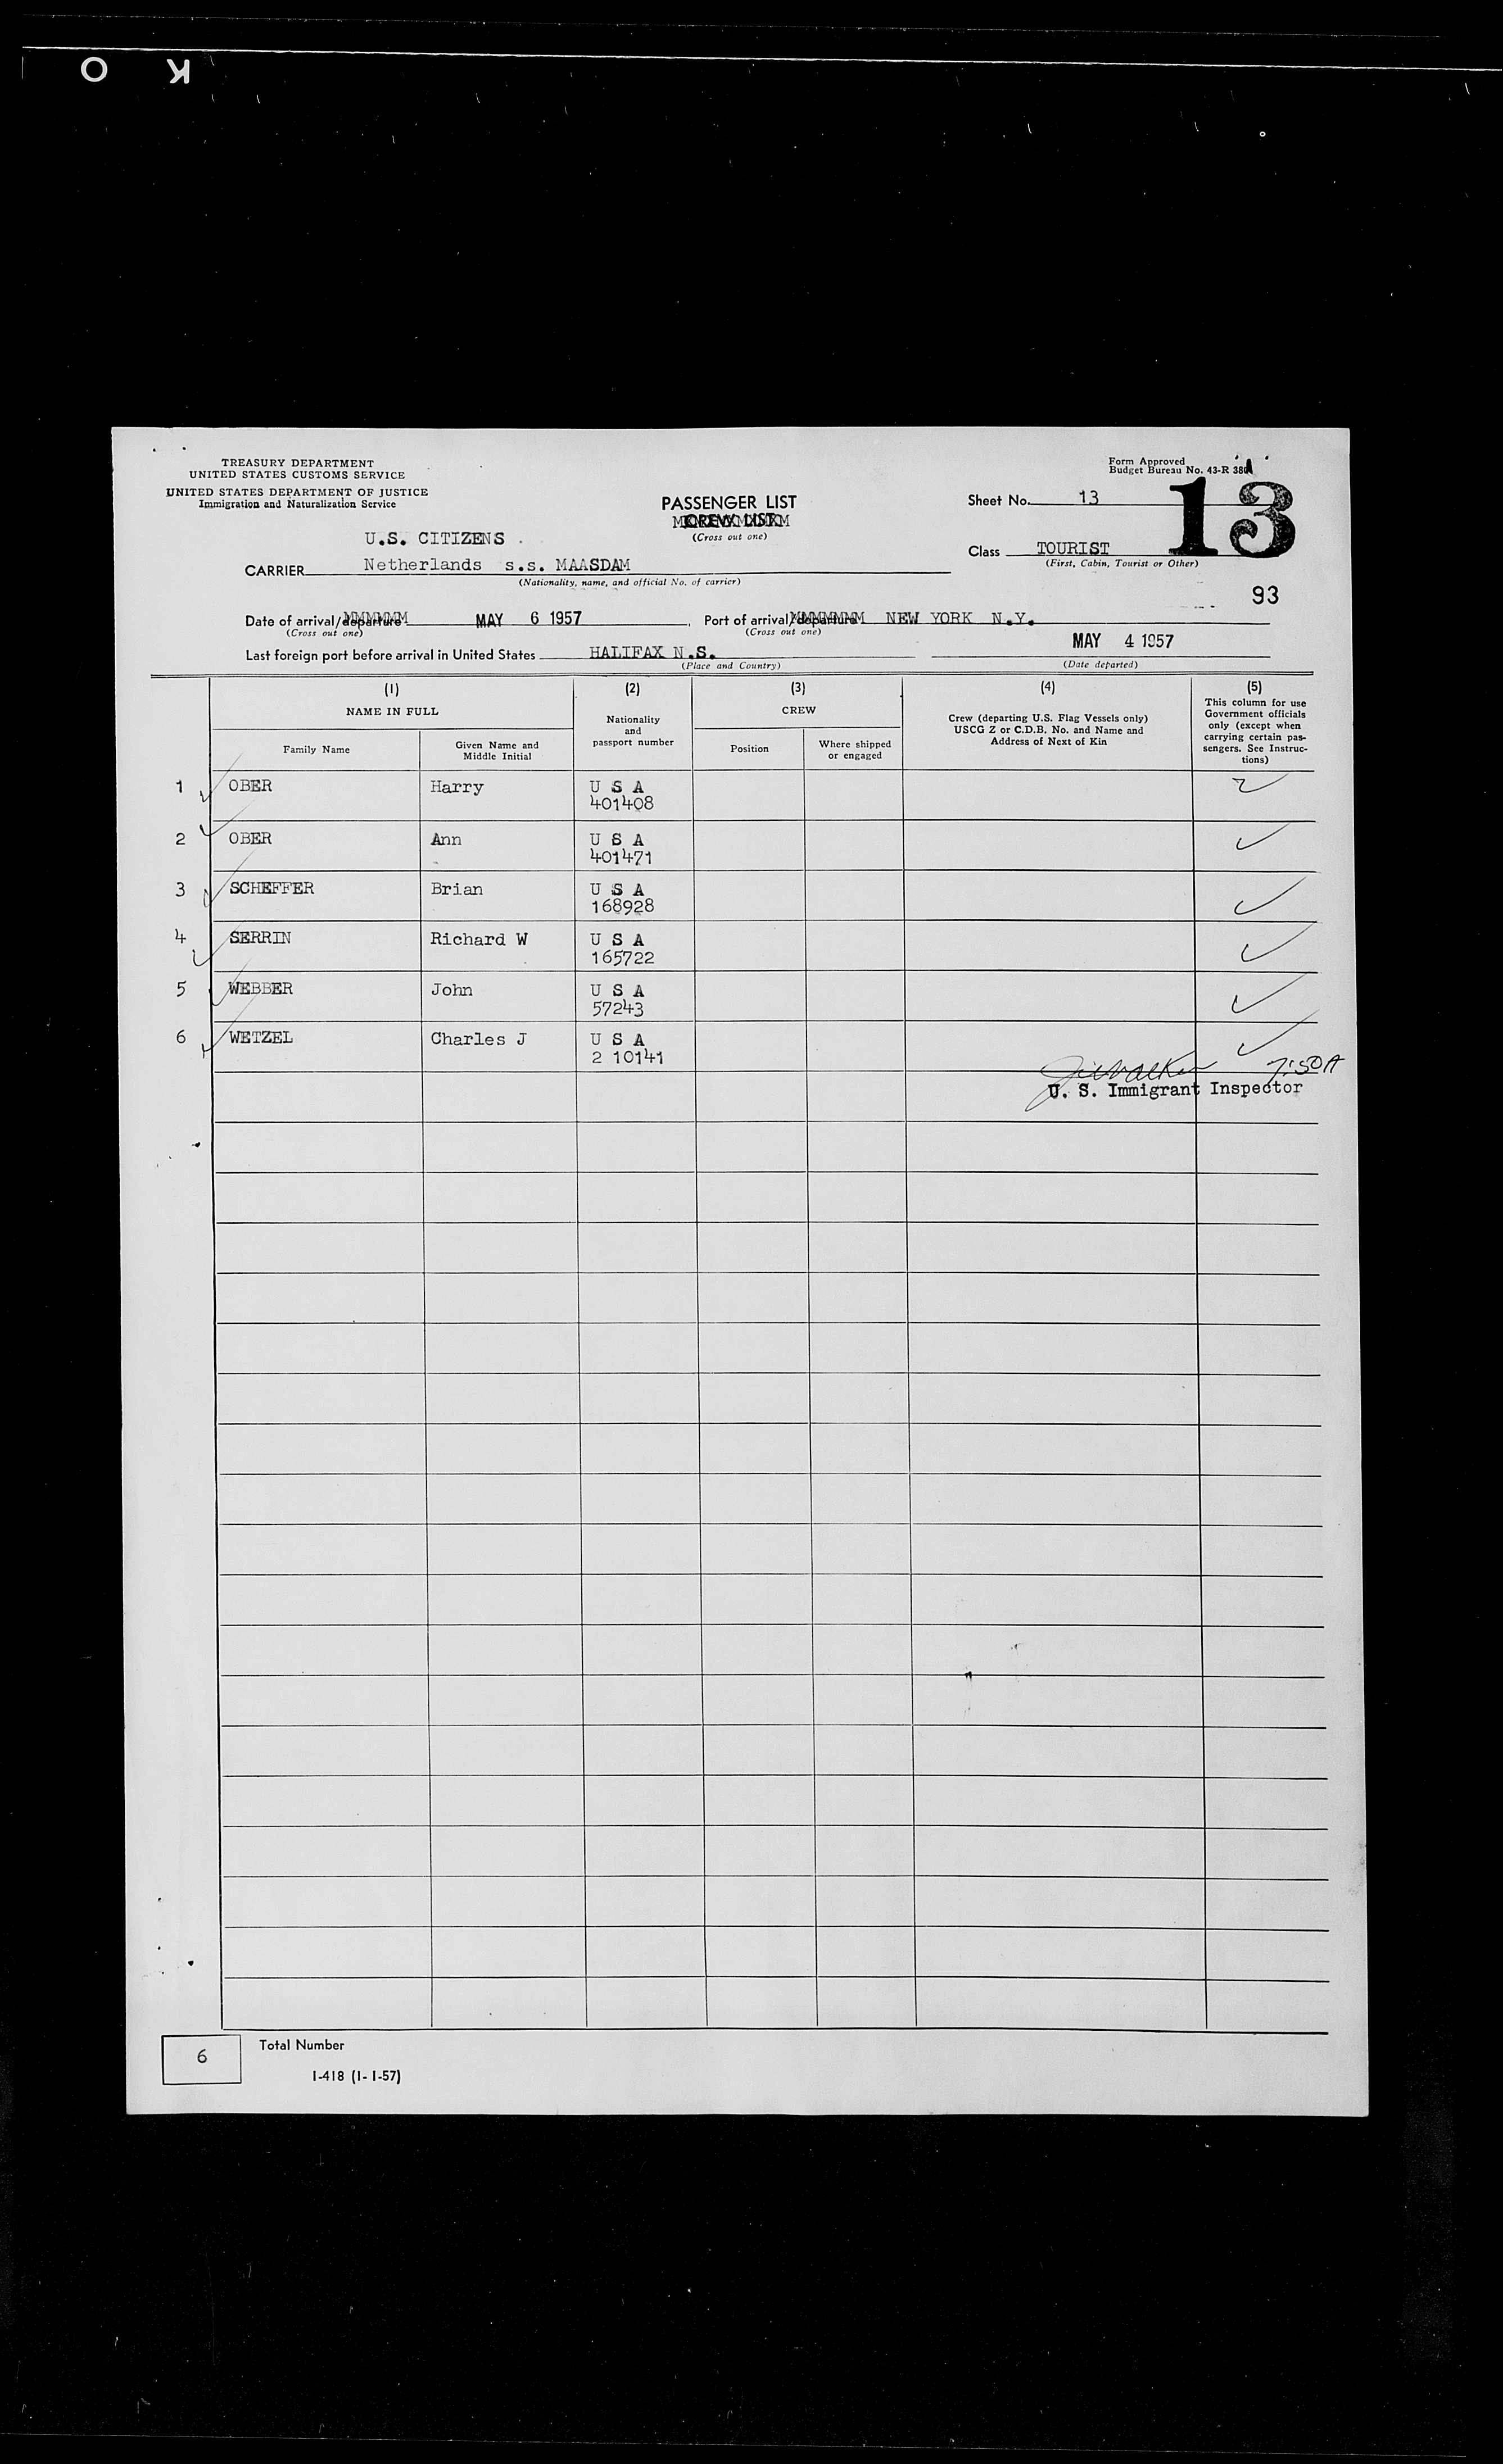 O K
TREASURY DEPARTMENT
UNITED STATES CUSTOMS SERVICE
UNITED STATES DEPARTMENT OF JUSTICE
Immigration and Naturalization Service
Form Approved
Budget Bureau No. 43-R 380
PASSENGER LIST
CREW LIST
(Cross out one)
Sheet No. 13
13
U.S. CITIZENS
Class TOURIST
(First, Cabin, Tourist or Other)
CARRIER Netherlands s.s. MAASDAM
(Nationality, name, and official No. of carrier)
93
Date of arrival/departure MAY 6 1957, Port of arrival/departure NEW YORK N.Y.
(Cross out one) (Cross out one)
Last foreign port before arrival in United States HALIFAX N.S. MAY 4 1957
(Place and Country) (Date departed)
(1) (2) (3) (4) (5)
NAME IN FULL
Family Name
Given Name and
Middle Initial
Nationality
and
passport number
CREW
Position
Where shipped
or engaged
Crew (departing U.S. Flag Vessels only)
USCG Z or C.D.B. No. and Name and
Address of Next of Kin
This column for use
Government officials
only (except when
carrying certain pas-
sengers. See Instruc-
tions)
1 OBER Harry U S A
401408
2 OBER Ann U S A
401471
3 SCHEFFER Brian U S A
168928
4 SERRIN Richard W U S A
165722
5 WEBBER John U S A
57243
6 WETZEL Charles J U S A
2 10141
7:50A
U. S. Immigrant Inspector
6 Total Number
I-418 (1-1-57)